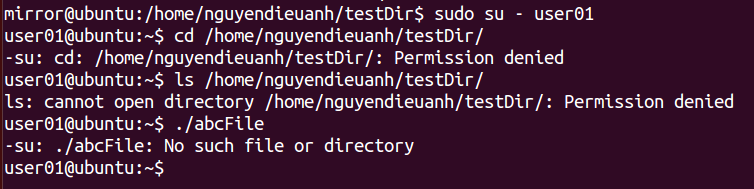 mirror@ubuntu:/home/nguyendieuanh/testDir$ sudo su - user01
user01@ubuntu:~$ cd /home/nguyendieuanh/testDir/
-su: cd: /home/nguyendieuanh/testDir/: Permission denied
user01@ubuntu:~$ ls /home/nguyendieuanh/testDir/
ls: cannot open directory /home/nguyendieuanh/testDir/: Permission denied
user01@ubuntu:~$ ./abcFile
-su: ./abcFile: No such file or directory
user01@ubuntu:~$